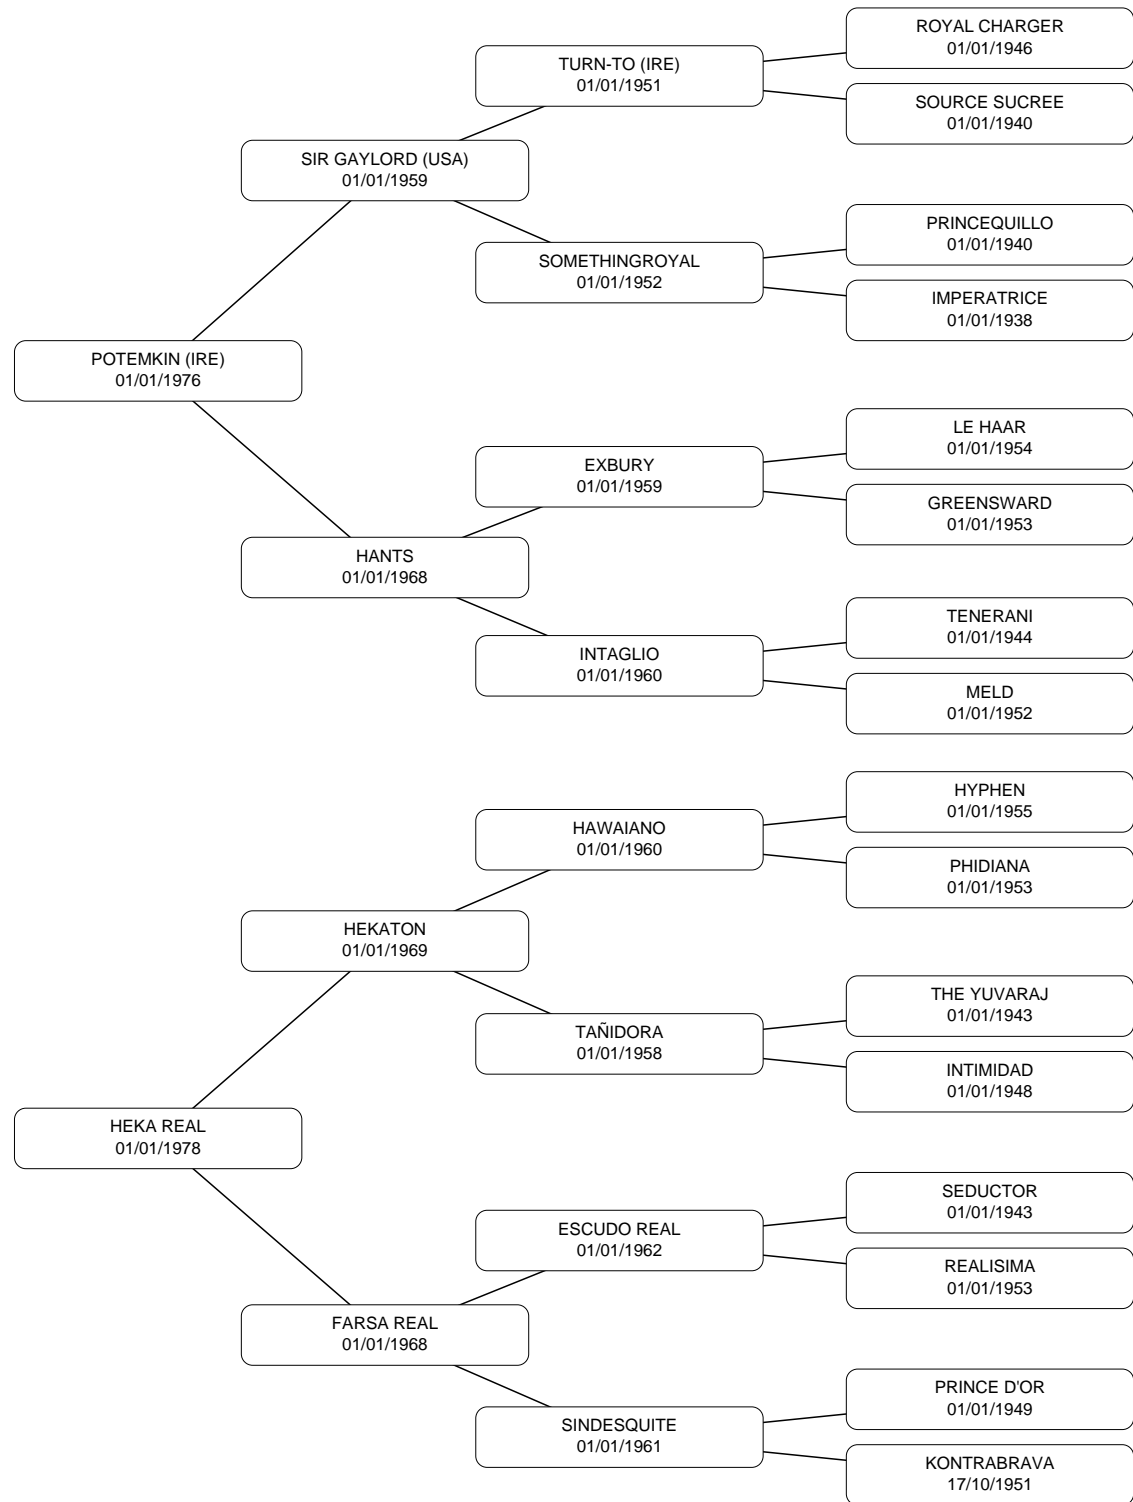 ROYAL CHARGER
01/01/1946
TURN-TO (IRE)
01/01/1951
SOURCE SUCREE
01/01/1940
SIR GAYLORD (USA)
01/01/1959
PRINCEQUILLO
01/01/1940
SOMETHINGROYAL
01/01/1952
IMPERATRICE
01/01/1938
POTEMKIN (IRE)
01/01/1976
LE HAAR
01/01/1954
EXBURY
01/01/1959
GREENSWARD
01/01/1953
HANTS
01/01/1968
TENERANI
01/01/1944
INTAGLIO
01/01/1960
MELD
01/01/1952
HYPHEN
01/01/1955
HAWAIANO
01/01/1960
PHIDIANA
01/01/1953
HEKATON
01/01/1969
THE YUVARAJ
01/01/1943
TAÑIDORA
01/01/1958
INTIMIDAD
01/01/1948
HEKA REAL
01/01/1978
SEDUCTOR
01/01/1943
ESCUDO REAL
01/01/1962
REALISIMA
01/01/1953
FARSA REAL
01/01/1968
PRINCE D'OR
01/01/1949
SINDESQUITE
01/01/1961
KONTRABRAVA
17/10/1951